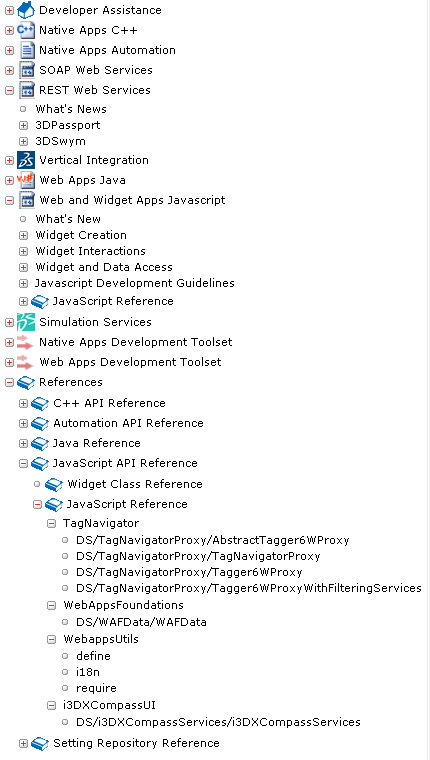 Developer Assistance
Native Apps C++
Native Apps Automation
SOAP Web Services
REST Web Services
What's News
3DPassport
3DSwym
Vertical Integration
Web Apps Java
Web and Widget Apps Javascript
What's New
Widget Creation
Widget Interactions
Widget and Data Access
Javascript Development Guidelines
JavaScript Reference
Simulation Services
Native Apps Development Toolset
Web Apps Development Toolset
References
C++ API Reference
Automation API Reference
Java Reference
JavaScript API Reference
Widget Class Reference
JavaScript Reference
TagNavigator
DS/TagNavigatorProxy/AbstractTagger6WProxy
DS/TagNavigatorProxy/TagNavigatorProxy
DS/TagNavigatorProxy/Tagger6WProxy
DS/TagNavigatorProxy/Tagger6WProxyWithFilteringServices
WebAppsFoundations
DS/WAFData/WAFData
WebappsUtils
define
i18n
require
i3DXCompassUI
DS/i3DXCompassServices/i3DXCompassServices
Setting Repository Reference